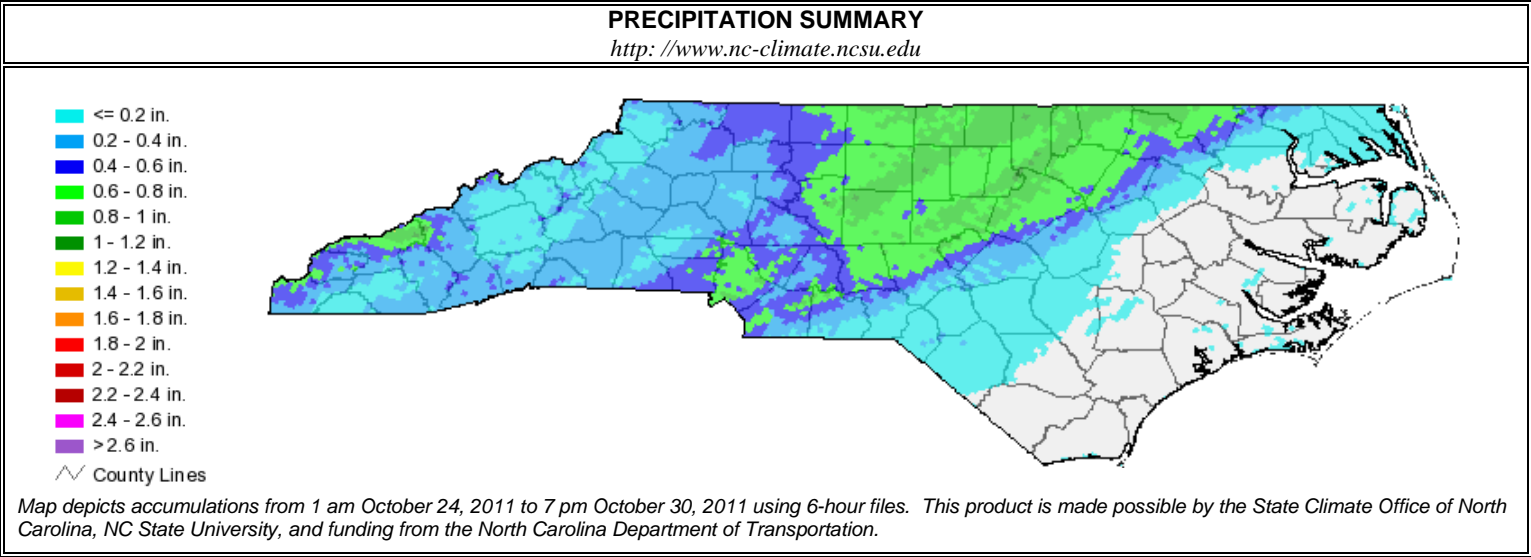 PRECIPITATION SUMMARY
http: //www.nc-climate.ncsu.edu
<= 0.2 in.
0.2 - 0.4 in.
0.4 - 0.6 in.
0.6 - 0.8 in.
0.8 - 1 in.
1 - 1.2 in.
1.2 - 1.4 in.
1.4 - 1.6 in.
1.6 - 1.8 in.
1.8 - 2 in.
2 - 2.2 in.
2.2 - 2.4 in.
2.4 - 2.6 in.
> 2.6 in.
County Lines
Map depicts accumulations from 1 am October 24, 2011 to 7 pm October 30, 2011 using 6-hour files.  This product is made possible by the State Climate Office of North
Carolina, NC State University, and funding from the North Carolina Department of Transportation.